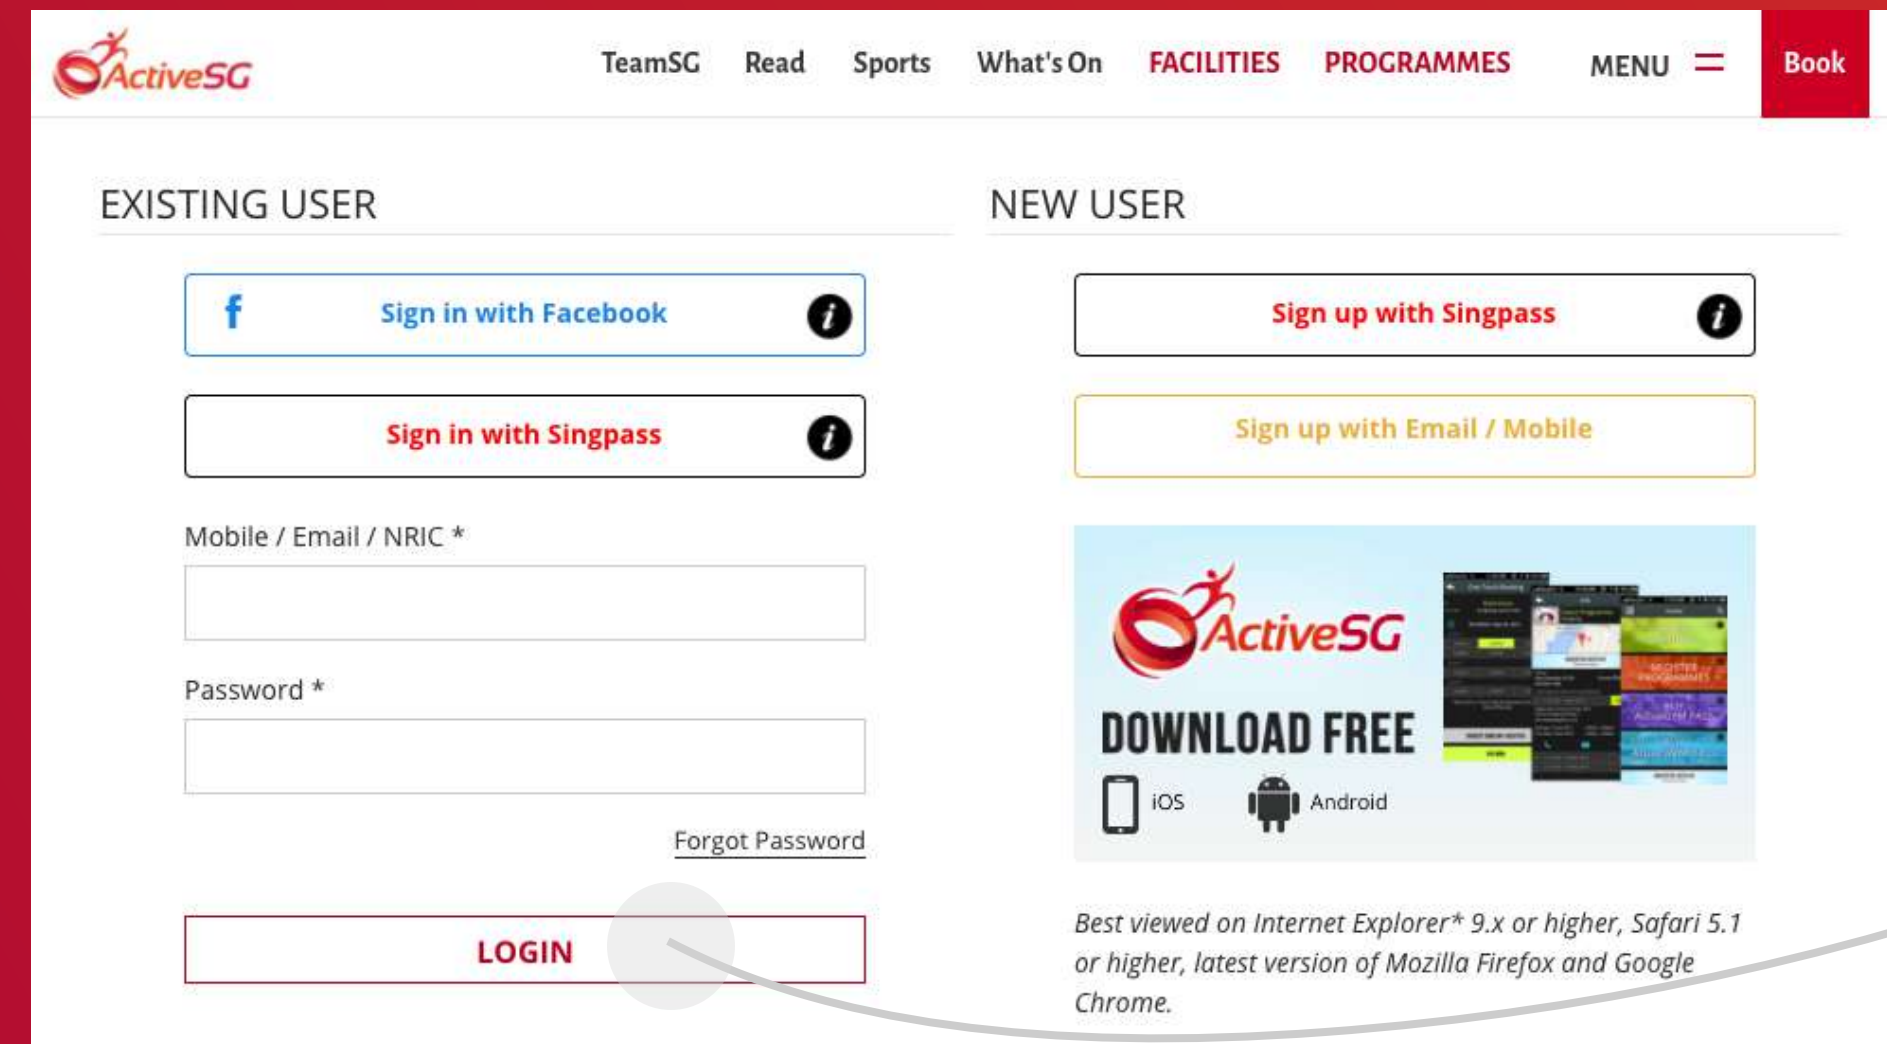 ActiveSG
TeamSG Read Sports What's On FACILITIES PROGRAMMES MENU Book
EXISTING USER
f Sign in with Facebook i
Sign in with Singpass i
Mobile / Email / NRIC *
Password *
Forgot Password
LOGIN
NEW USER
Sign up with Singpass i
Sign up with Email / Mobile
ActiveSG
DOWNLOAD FREE
iOS Android
Best viewed on Internet Explorer* 9.x or higher, Safari 5.1
or higher, latest version of Mozilla Firefox and Google
Chrome.